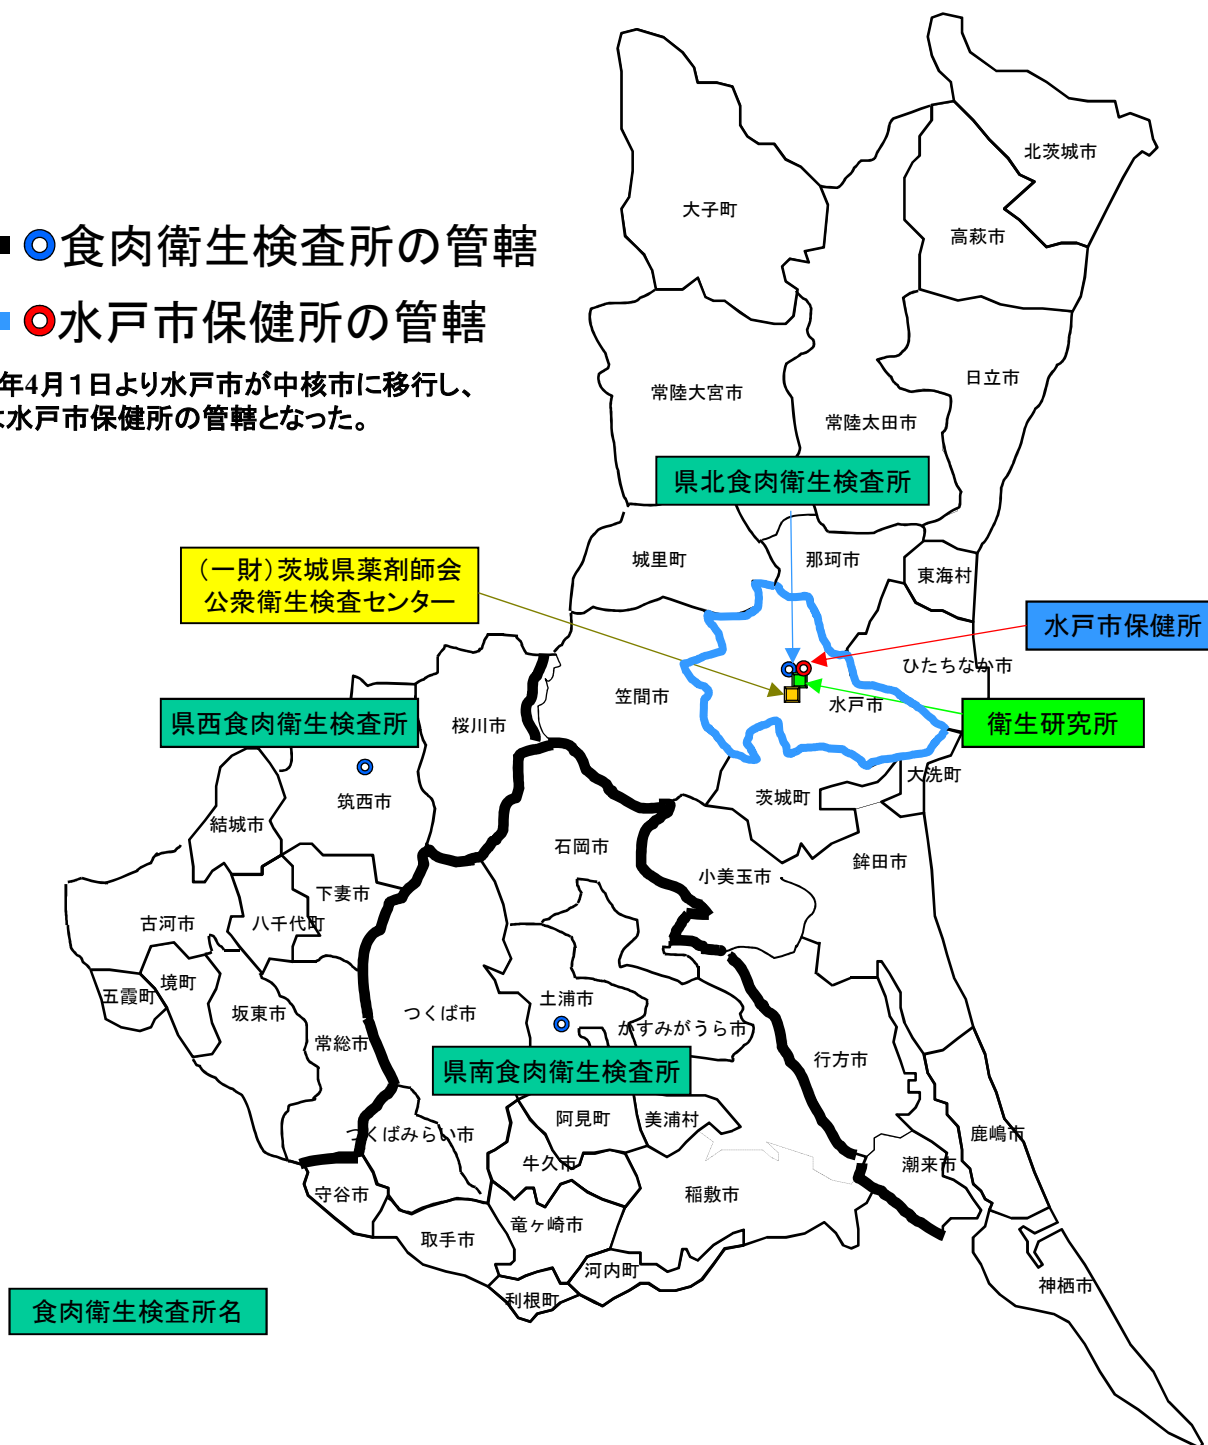 食肉衛生検査所の管轄
水戸市保健所の管轄
年4月1日より水戸市が中核市に移行し、
水戸市保健所の管轄となった。
北茨城市
大子町
高萩市
日立市
常陸大宮市
常陸太田市
県北食肉衛生検査所
城里町
那珂市
東海村
（一財）茨城県薬剤師会
公衆衛生検査センター
水戸市保健所
ひたちなか市
笠間市
水戸市
県西食肉衛生検査所
桜川市
衛生研究所
大洗町
茨城町
筑西市
結城市
石岡市
小美玉市
鉾田市
下妻市
古河市
八千代町
境町
五霞町
坂東市
つくば市
土浦市
かすみがうら市
常総市
行方市
県南食肉衛生検査所
阿見町
美浦村
つくばみらい市
鹿嶋市
牛久市
潮来市
守谷市
稲敷市
竜ヶ崎市
取手市
河内町
利根町
神栖市
食肉衛生検査所名